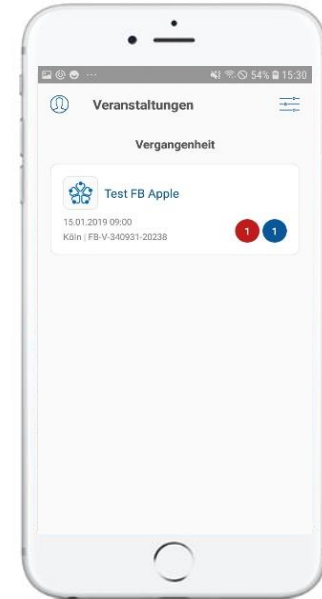 54% 15:30
Veranstaltungen
Vergangenheit
Test FB Apple
15.01.2019 09:00
Köln | FB-V-340931-20238
1 1